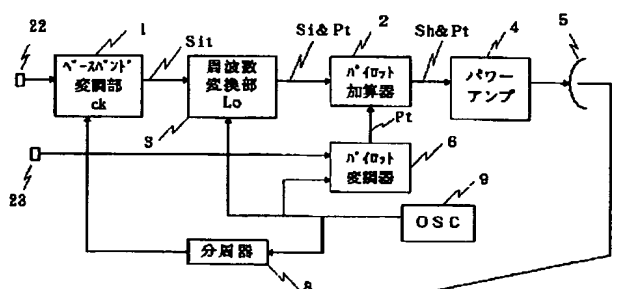 22
1
Sit
Si&Pt
2
Sh&Pt
4
5
ベースバンド
変調部
ck
周波数
変換部
Lo
パイロット
加算器
パワー
アンプ
S
Pt
パイロット
変調器
6
23
9
OSC
分周器
8